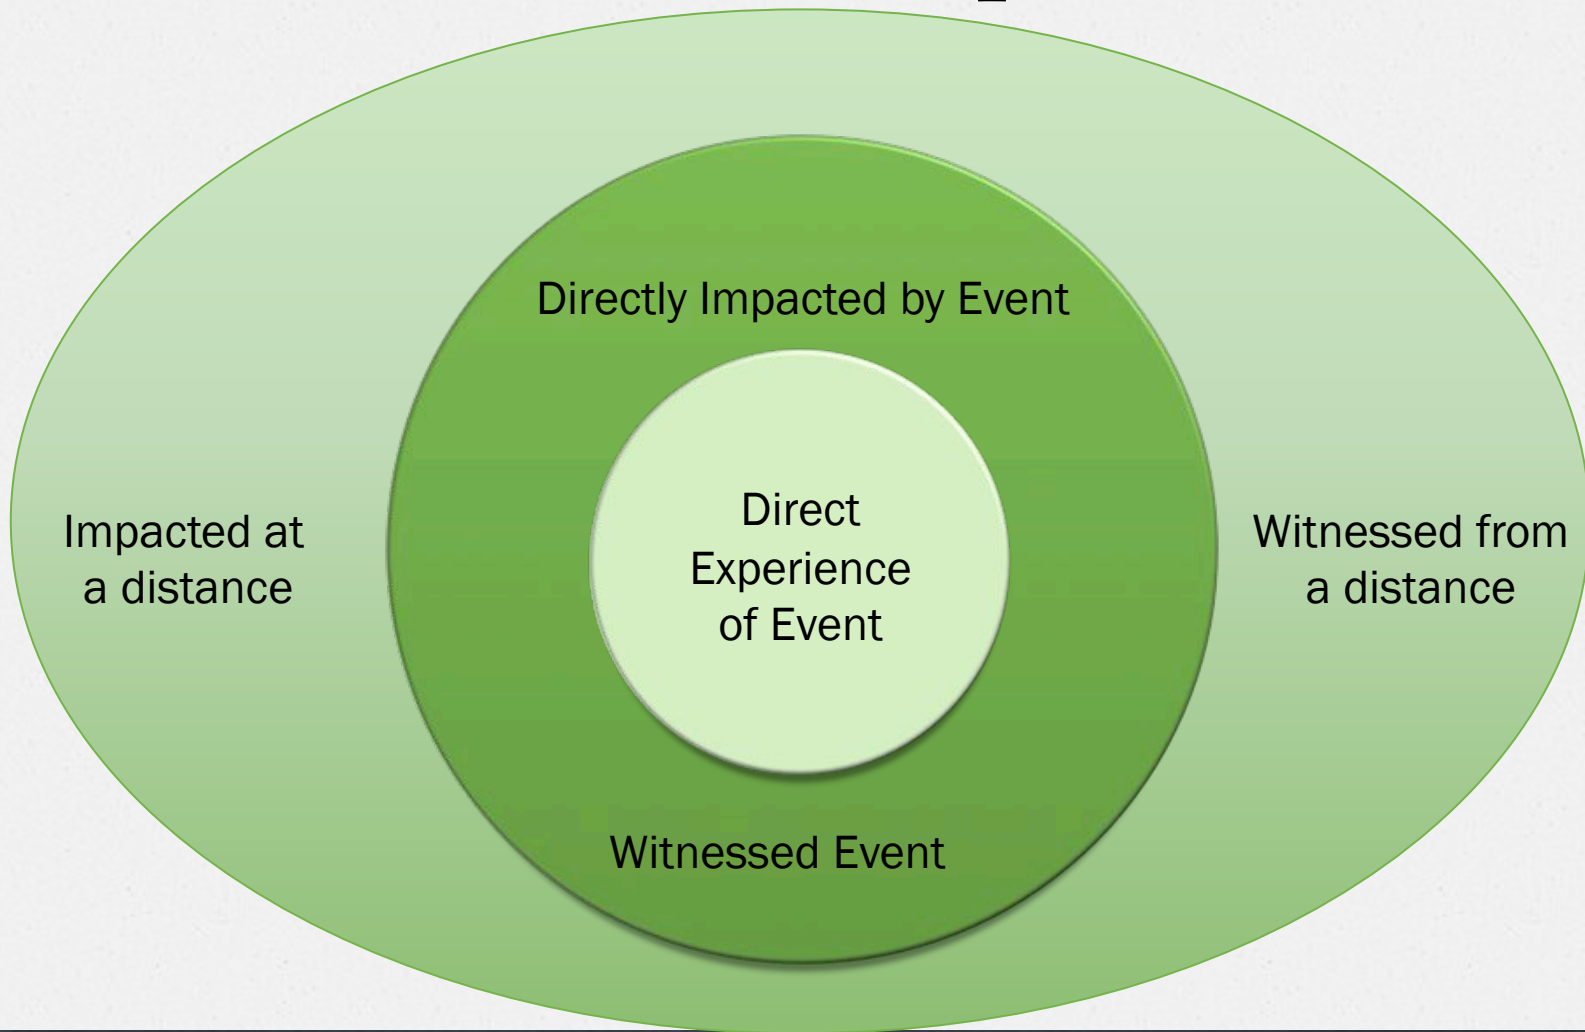 Directly Impacted by Event
Direct
Experience
of Event
Impacted at
a distance
Witnessed from
a distance
Witnessed Event